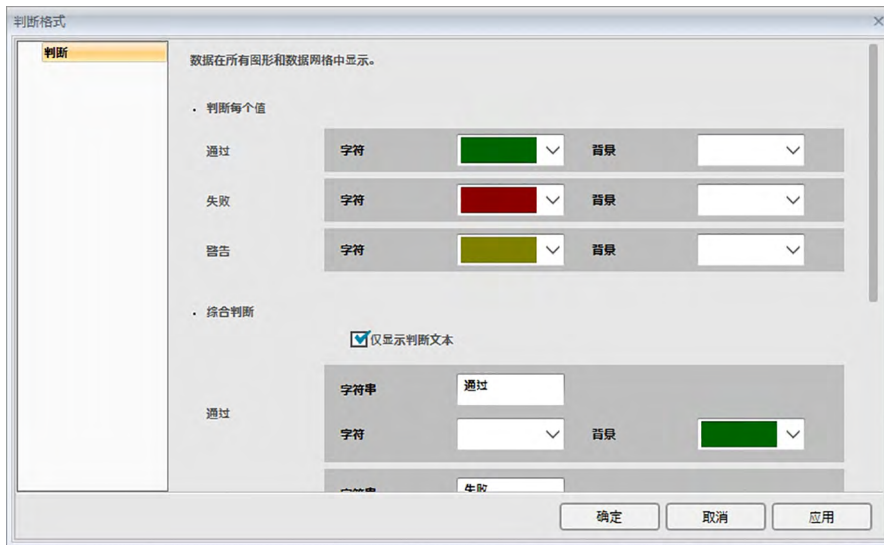 判断格式
判断
数据在所有图形和数据网格中显示。
· 判断每个值
通过 字符 背景
失败 字符 背景
警告 字符 背景
· 综合判断
仅显示判断文本
字符串 通过
通过
字符 背景
字符串 失败
确定 取消 应用